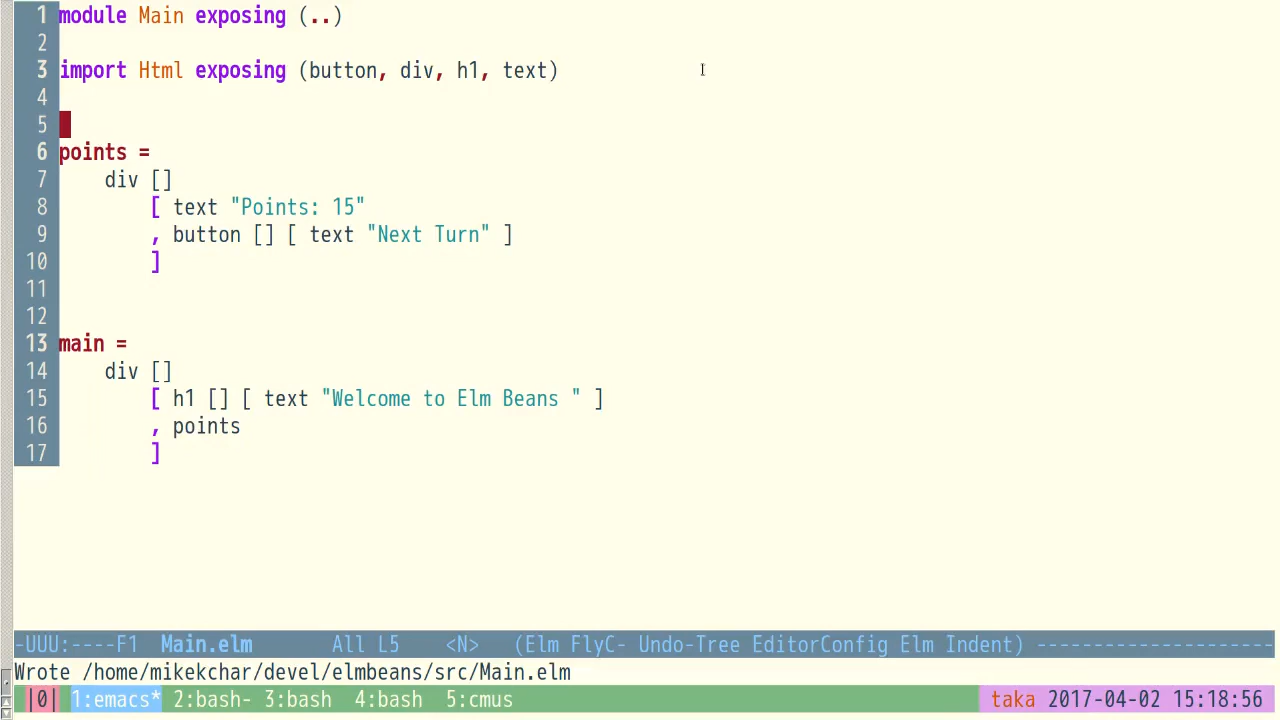 1 module Main exposing (..)
2
3 import Html exposing (button, div, h1, text)
4
5
6 points =
7     div []
8         [ text "Points: 15"
9         , button [] [ text "Next Turn" ]
10         ]
11
12
13 main =
14     div []
15         [ h1 [] [ text "Welcome to Elm Beans " ]
16         , points
17         ]
-UUU:----F1  Main.elm       All L5    <N>   (Elm FlyC- Undo-Tree EditorConfig Elm Indent) ---------------------
Wrote /home/mikekchar/devel/elmbeans/src/Main.elm
|0| 1:emacs* 2:bash- 3:bash  4:bash  5:cmus taka 2017-04-02 15:18:56